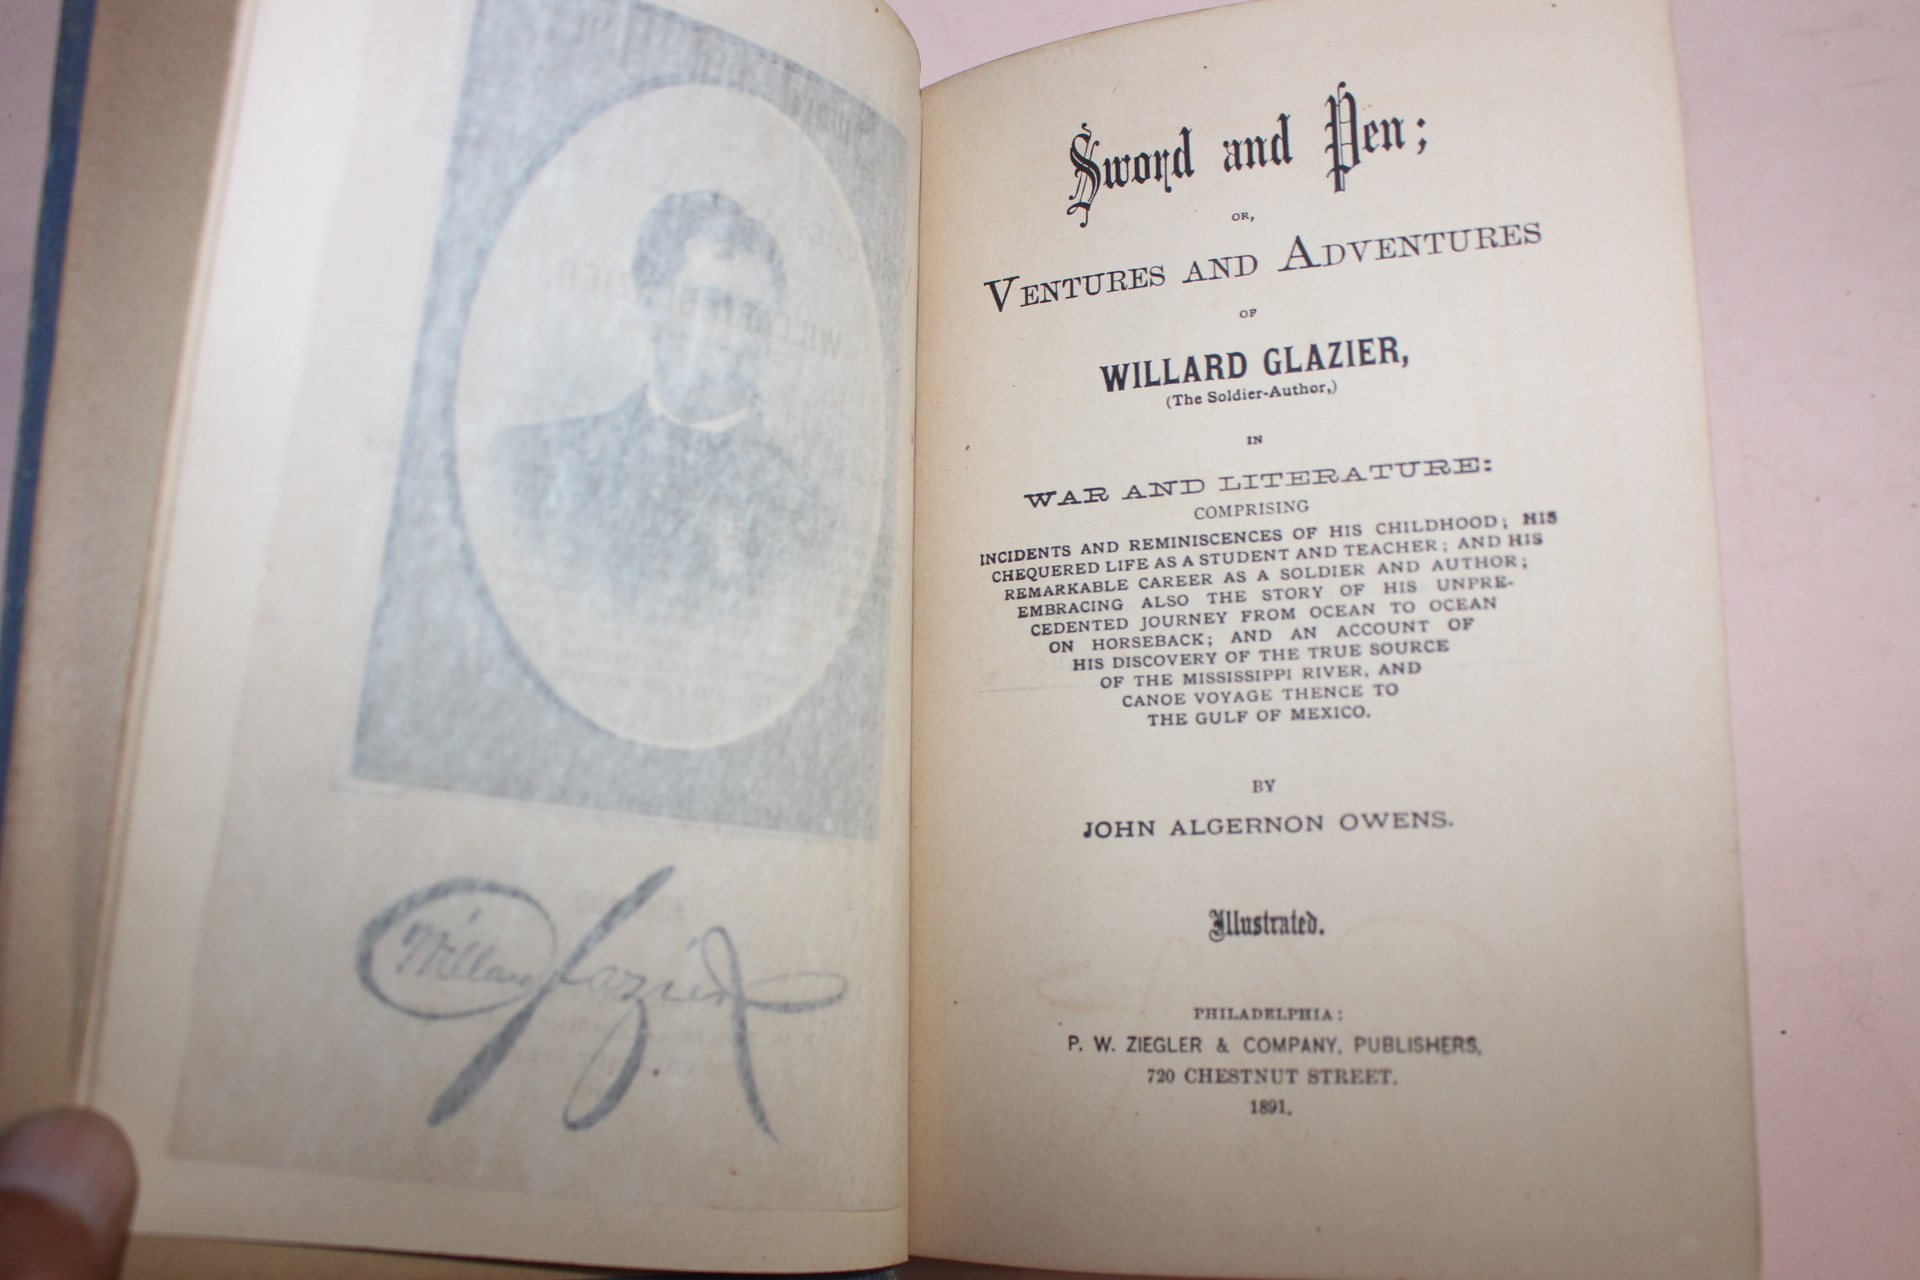 Willard Glazier
Sword and Pen;
OR,
VENTURES AND ADVENTURES
OF
WILLARD GLAZIER,
(The Soldier-Author,)
IN
WAR AND LITERATURE:
COMPRISING
INCIDENTS AND REMINISCENCES OF HIS CHILDHOOD; HIS
CHEQUERED LIFE AS A STUDENT AND TEACHER; AND HIS
REMARKABLE CAREER AS A SOLDIER AND AUTHOR;
EMBRACING ALSO THE STORY OF HIS UNPRE-
CEDENTED JOURNEY FROM OCEAN TO OCEAN
ON HORSEBACK; AND AN ACCOUNT OF
HIS DISCOVERY OF THE TRUE SOURCE
OF THE MISSISSIPPI RIVER, AND
CANOE VOYAGE THENCE TO
THE GULF OF MEXICO.
BY
JOHN ALGERNON OWENS.
Illustrated.
PHILADELPHIA:
P. W. ZIEGLER & COMPANY, PUBLISHERS,
720 CHESTNUT STREET.
1891.